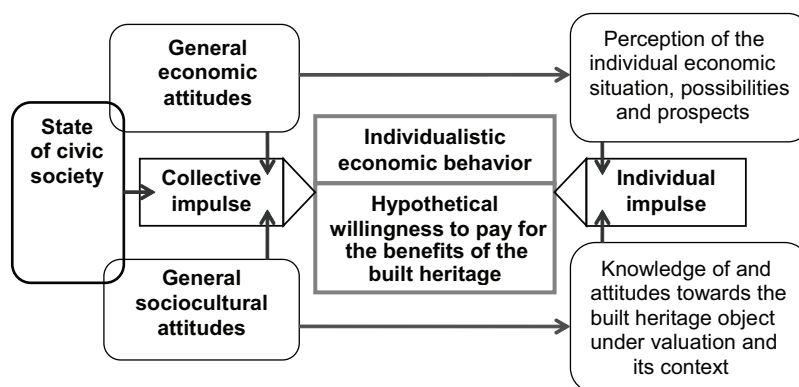 General
economic
attitudes
Perception of the
individual economic
situation, possibilities
and prospects
State
of civic
society
Collective
impulse
Individualistic
economic behavior
Hypothetical
willingness to pay for
the benefits of the
built heritage
Individual
impulse
General
sociocultural
attitudes
Knowledge of and
attitudes towards the
built heritage object
under valuation and
its context